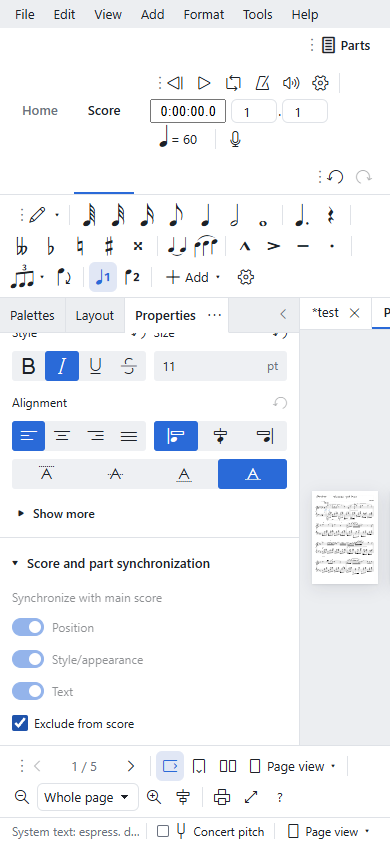 File Edit View Add Format Tools Help
Parts
Home Score 0:00:00.0 1 . 1
= 60
3
1 2 Add
Palettes Layout Properties *test
Style Size
B I U S 11 pt
Alignment
A A A A
Show more
Score and part synchronization
Synchronize with main score
Position
Style/appearance
Text
Exclude from score
1 / 5 Page view
Whole page ?
System text: espress. d... Concert pitch Page view